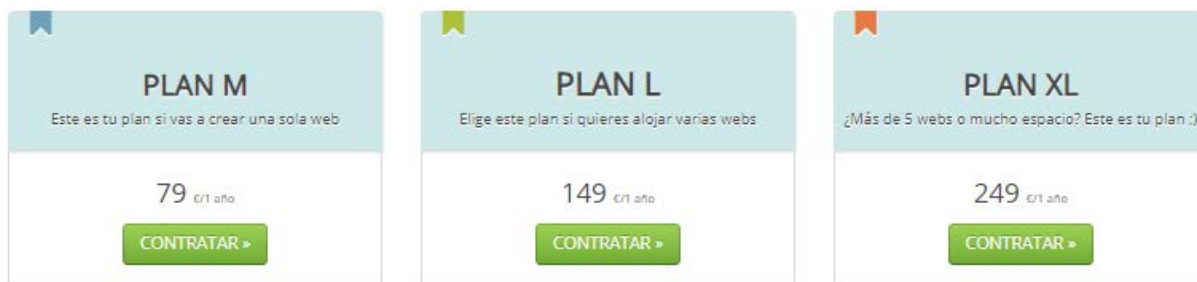 PLAN M
Este es tu plan si vas a crear una sola web
79 €/1 año
CONTRATAR »
PLAN L
Elige este plan si quieres alojar varias webs
149 €/1 año
CONTRATAR »
PLAN XL
¿Más de 5 webs o mucho espacio? Este es tu plan ;)
249 €/1 año
CONTRATAR »